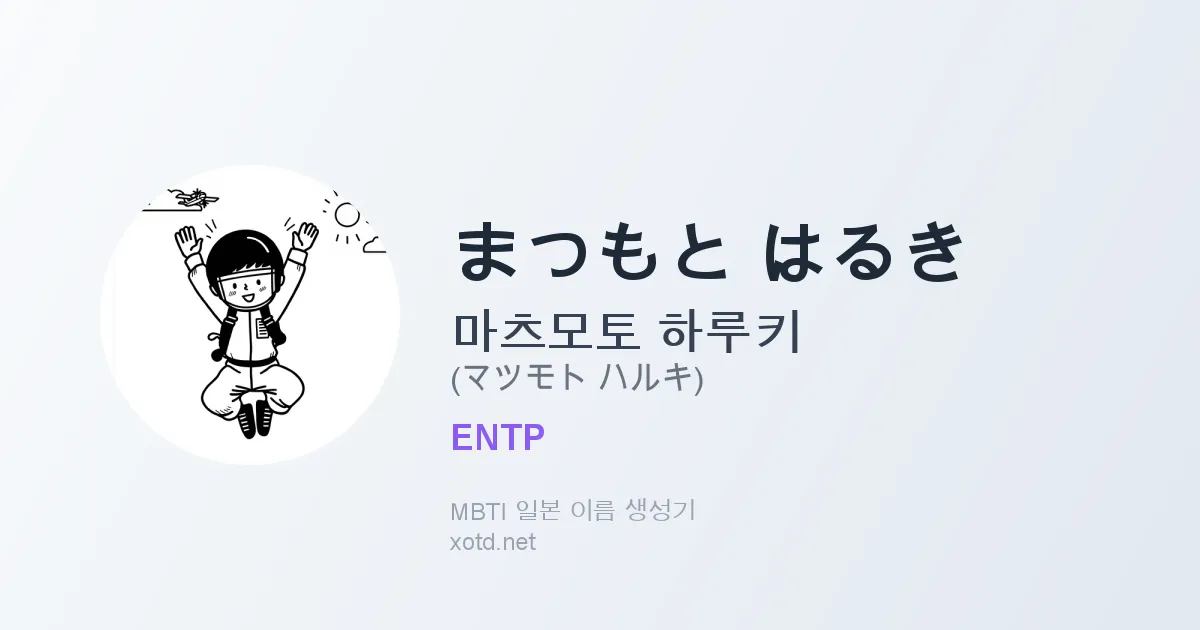 まつもと はるき
마츠모토 하루키
(マツモト ハルキ)
ENTP
MBTI 일본 이름 생성기
xotd.net